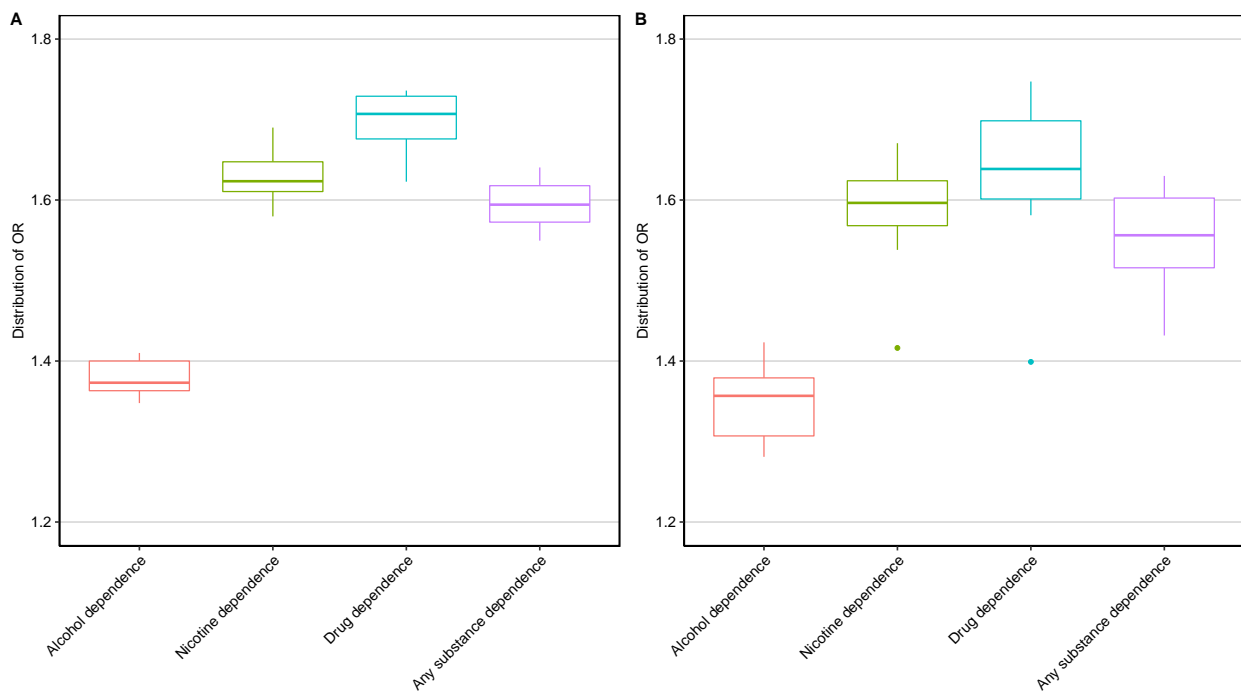 A
Distribution of OR
1.8
1.6
1.4
1.2
Alcohol dependence
Nicotine dependence
Drug dependence
Any substance dependence
B
Distribution of OR
1.8
1.6
1.4
1.2
Alcohol dependence
Nicotine dependence
Drug dependence
Any substance dependence